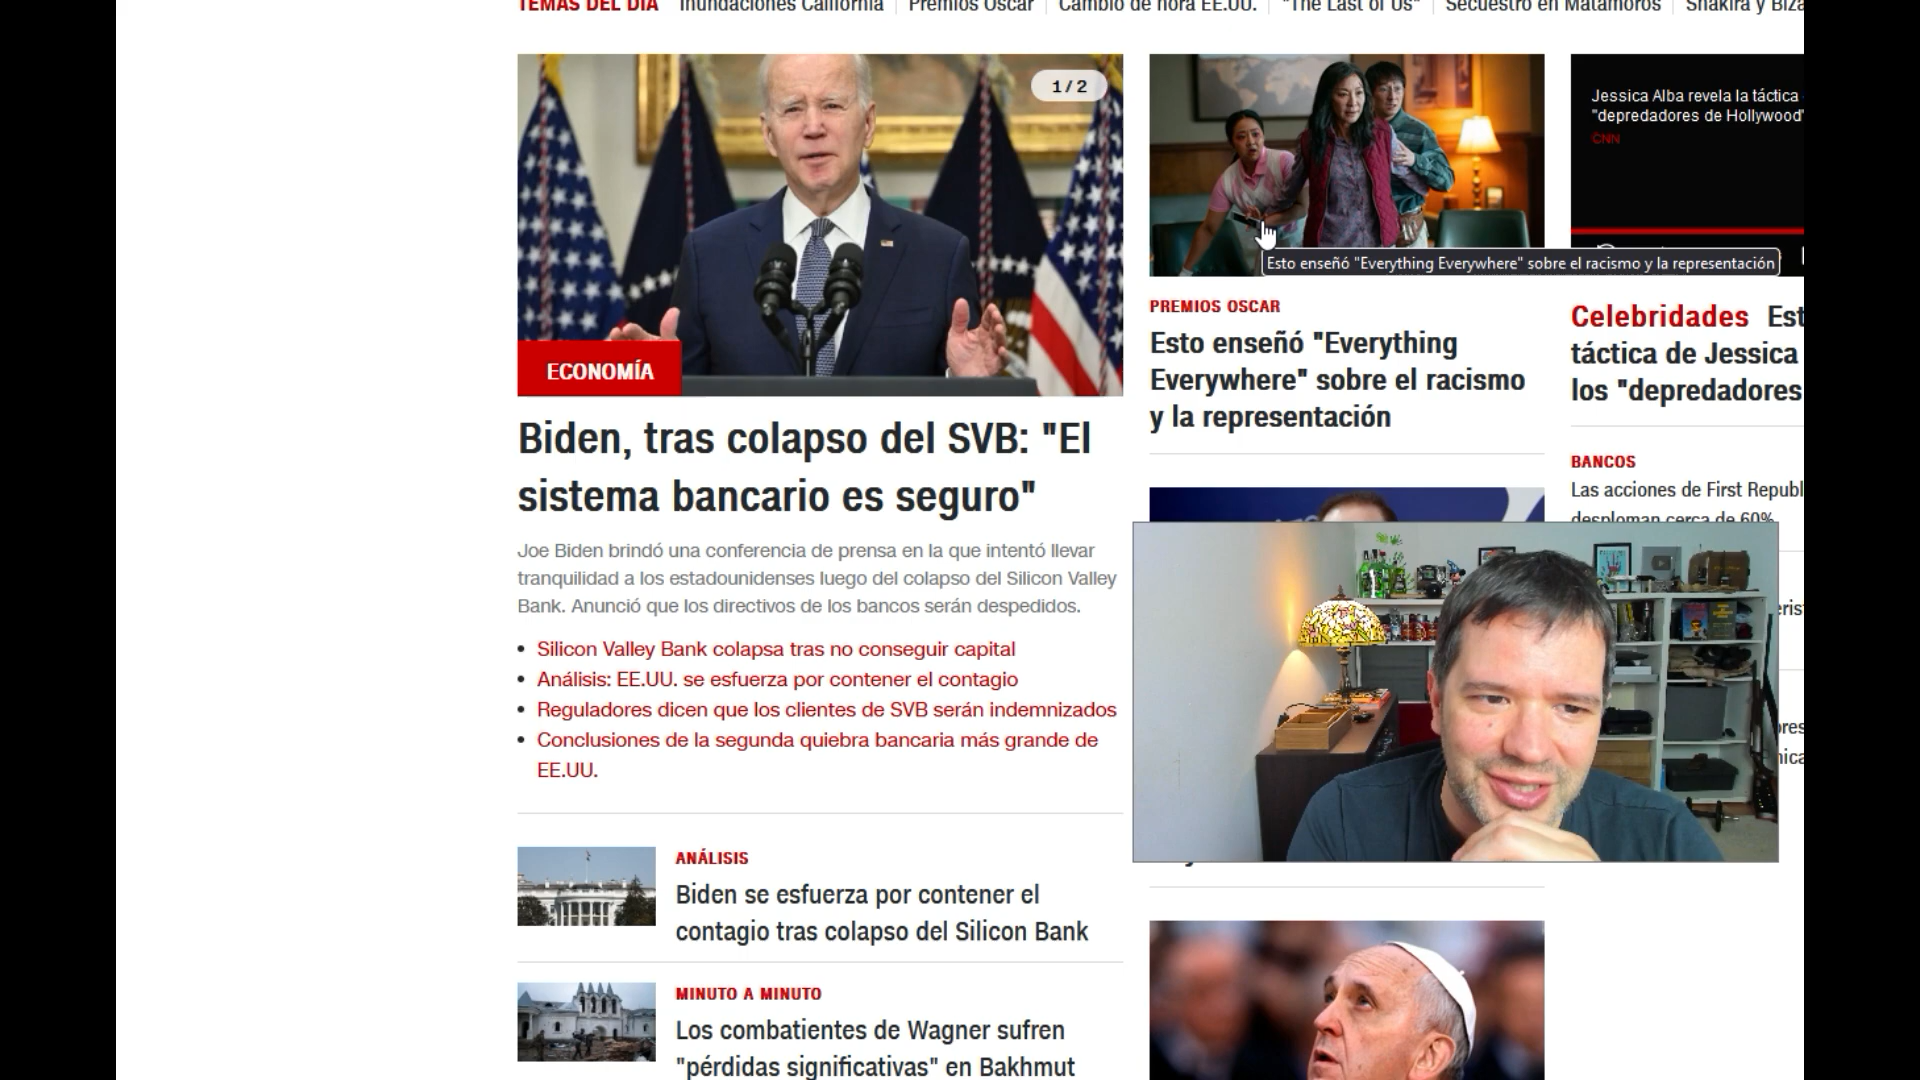 TEMAS DEL DÍA
Inundaciones California
Premios Oscar
Cambio de hora EE.UU.
"The Last of Us"
Secuestro en Matamoros
Shakira y
1 / 2
ECONOMÍA
Biden, tras colapso del SVB: "El
sistema bancario es seguro"
Joe Biden brindó una conferencia de prensa en la que intentó llevar
tranquilidad a los estadounidenses luego del colapso del Silicon Valley
Bank. Anunció que los directivos de los bancos serán despedidos.
• Silicon Valley Bank colapsa tras no conseguir capital
• Análisis: EE.UU. se esfuerza por contener el contagio
• Reguladores dicen que los clientes de SVB serán indemnizados
• Conclusiones de la segunda quiebra bancaria más grande de
EE.UU.
ANÁLISIS
Biden se esfuerza por contener el
contagio tras colapso del Silicon Bank
MINUTO A MINUTO
Los combatientes de Wagner sufren
"pérdidas significativas" en Bakhmut
Esto enseñó "Everything Everywhere" sobre el racismo y la representación
PREMIOS OSCAR
Esto enseñó "Everything
Everywhere" sobre el racismo
y la representación
Jessica Alba revela la táctica
"depredadores de Hollywood"
CNN
Celebridades Est
táctica de Jessica
los "depredadores
BANCOS
Las acciones de First Republ
desploman cerca de 60%